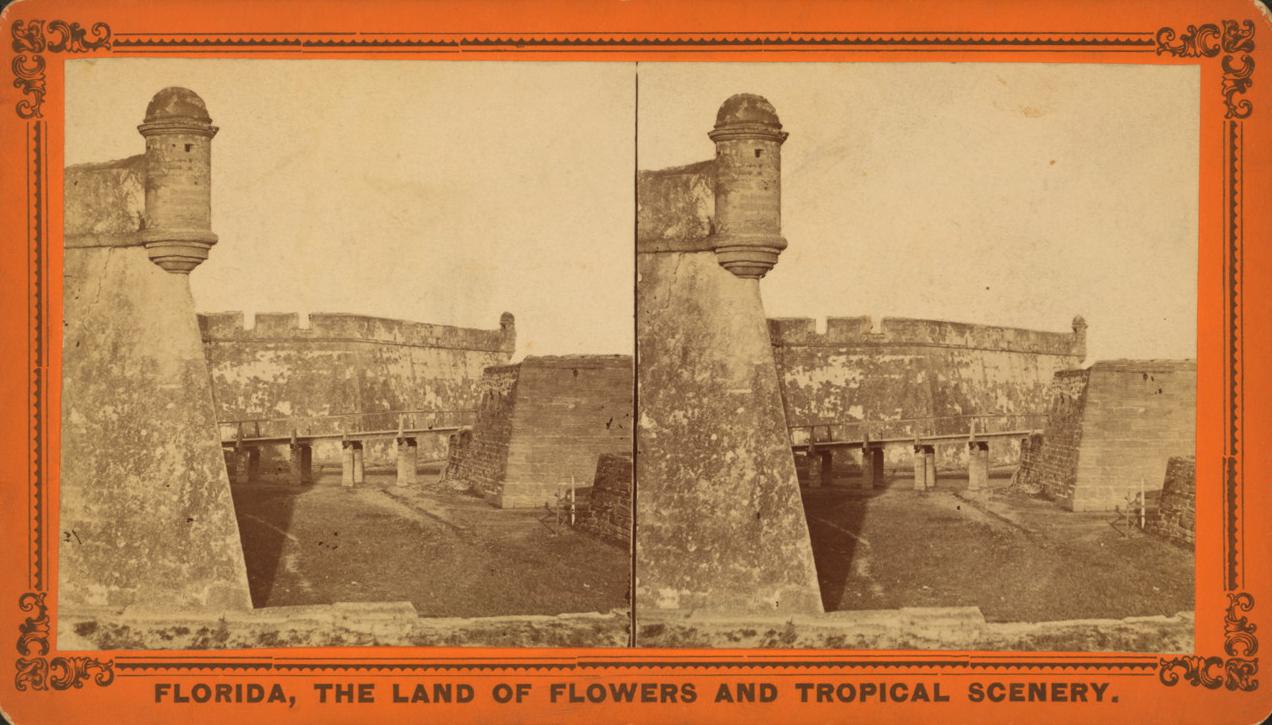 FLORIDA, THE LAND OF FLOWERS AND TROPICAL SCENERY.